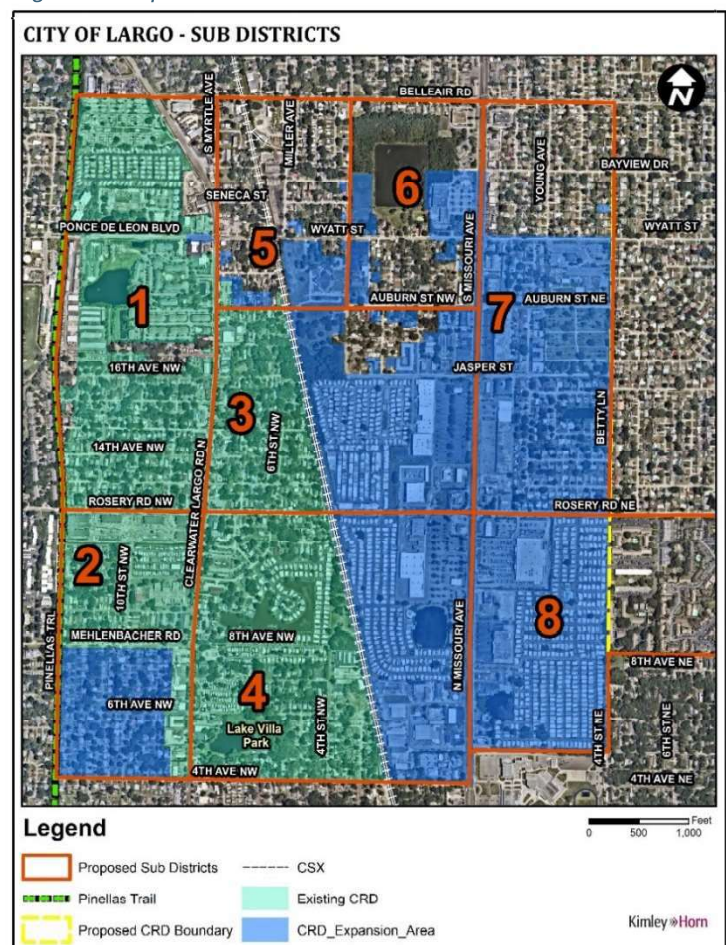 CITY OF LARGO - SUB DISTRICTS
BELLEAIR RD
N
S MYRTLE AVE
MILLER AVE
YOUNG AVE
BAYVIEW DR
6
SENECA ST
PONCE DE LEON BLVD
WYATT ST
WYATT ST
5
S MISSOURI AVE
1
AUBURN ST NW
7
AUBURN ST NE
16TH AVE NW
JASPER ST
3
6TH ST NW
BETTY LN
14TH AVE NW
CLEARWATER LARGO RD N
ROSERY RD NW
ROSERY RD NE
2
10TH ST NW
8
MEHLENBACHER RD
8TH AVE NW
N MISSOURI AVE
8TH AVE NE
PINELLAS TRL
6TH AVE NW
4
4TH ST NW
Lake Villa
Park
4TH ST NE
6TH ST NE
4TH AVE NW
4TH AVE NE
Legend
Feet
0 500 1,000
Proposed Sub Districts
CSX
Pinellas Trail
Existing CRD
Proposed CRD Boundary
CRD_Expansion_Area
Kimley»Horn